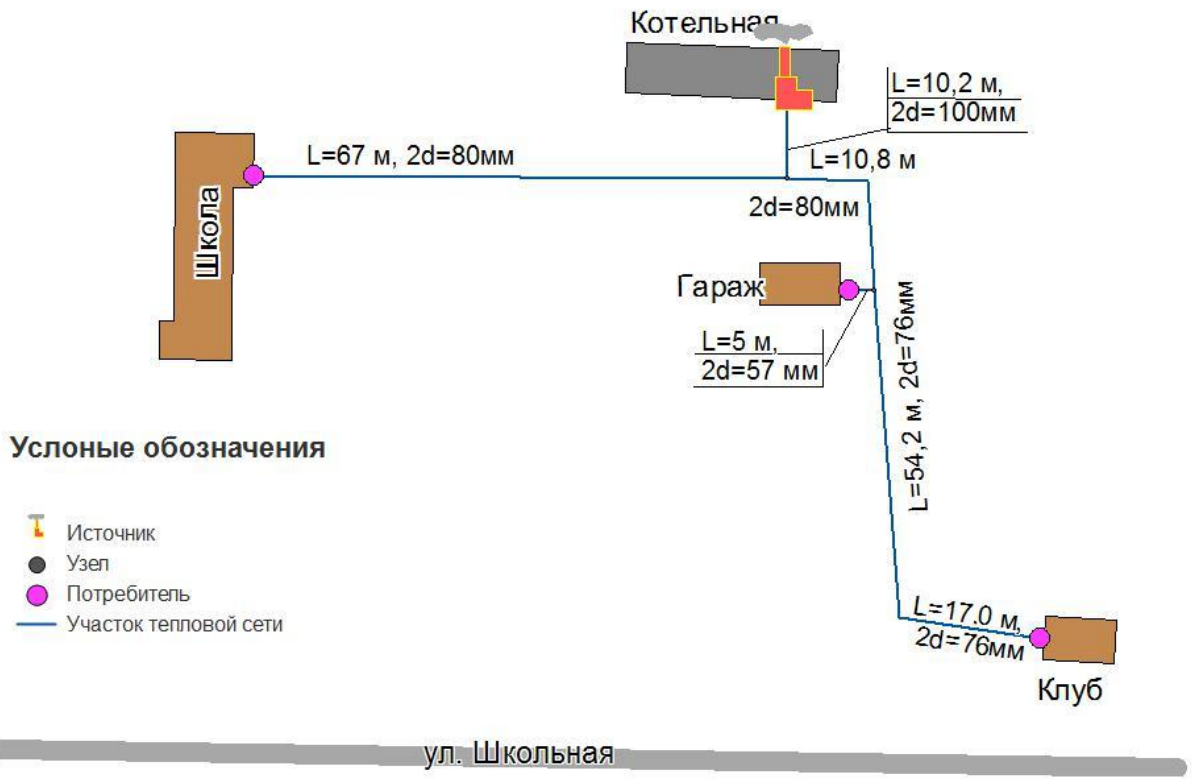 Котельная
L=10,2 м,
2d=100мм
L=67 м, 2d=80мм
L=10,8 м
2d=80мм
Школа
Гараж
L=5 м,
2d=57 мм
L=54,2 м, 2d=76мм
Услоные обозначения
Источник
Узел
Потребитель
Участок тепловой сети
L=17.0 м,
2d=76мм
Клуб
ул. Школьная